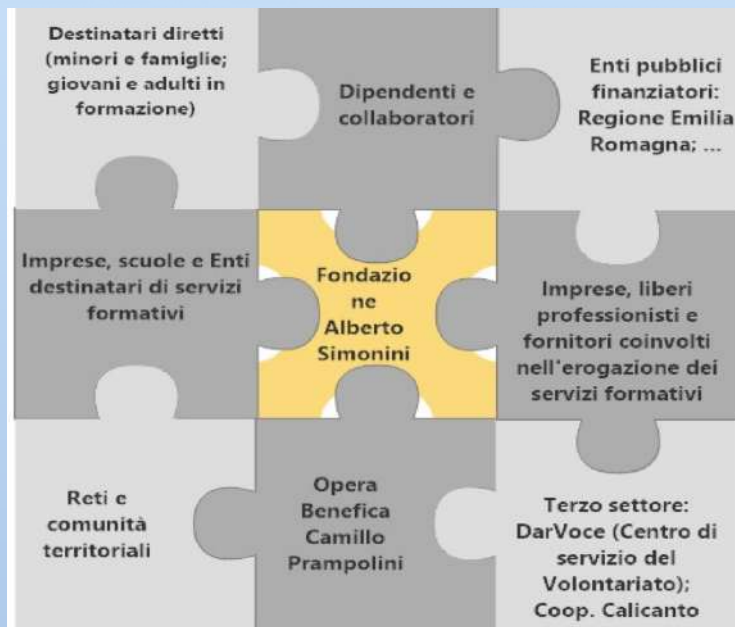 Destinatari diretti
(minori e famiglie;
giovani e adulti in
formazione)
Dipendenti e
collaboratori
Enti pubblici
finanziatori:
Regione Emilia
Romagna; ...
Imprese, scuole e Enti
destinatari di servizi
formativi
Fondazio
ne
Alberto
Simonini
Imprese, liberi
professionisti e
fornitori coinvolti
nell'erogazione dei
servizi formativi
Reti e
comunità
territoriali
Opera
Benefica
Camillo
Prampolini
Terzo settore:
DarVoce (Centro di
servizio del
Volontariato);
Coop. Calicanto